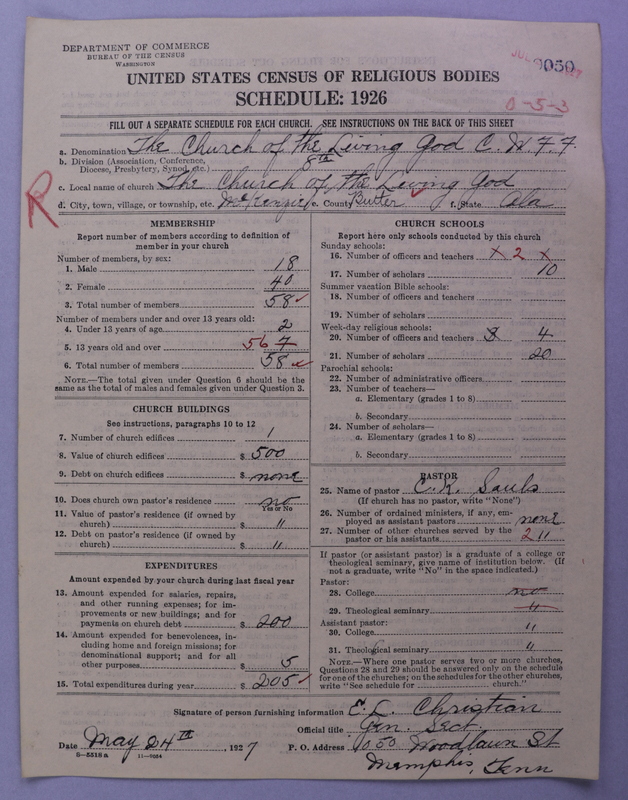 DEPARTMENT OF COMMERCE
BUREAU OF THE CENSUS
WASHINGTON
UNITED STATES CENSUS OF RELIGIOUS BODIES
SCHEDULE: 1926
0-5-3
FILL OUT A SEPARATE SCHEDULE FOR EACH CHURCH. SEE INSTRUCTIONS ON THE BACK OF THIS SHEET
a. Denomination The Church of the Living God C. W. F. F.
b. Division (Association, Conference, Diocese, Presbytery, Synod, etc.) 8th
c. Local name of church The Church of the Living God
d. City, town, village, or township, etc. McKenzie e. County Butler f. State Ala
R
MEMBERSHIP
Report number of members according to definition of member in your church
Number of members, by sex:
1. Male 18
2. Female 40
3. Total number of members 58
Number of members under and over 13 years old:
4. Under 13 years of age 2
5. 13 years old and over 56 7
6. Total number of members 58
NOTE.—The total given under Question 6 should be the same as the total of males and females given under Question 3.
CHURCH BUILDINGS
See instructions, paragraphs 10 to 12
7. Number of church edifices 1
8. Value of church edifices $ 500
9. Debt on church edifices $ none
10. Does church own pastor's residence no
Yes or No
11. Value of pastor's residence (if owned by church) $ "
12. Debt on pastor's residence (if owned by church) $ "
EXPENDITURES
Amount expended by your church during last fiscal year
13. Amount expended for salaries, repairs, and other running expenses; for improvements or new buildings; and for payments on church debt $ 200
14. Amount expended for benevolences, including home and foreign missions; for denominational support; and for all other purposes $ 5
15. Total expenditures during year $ 205
CHURCH SCHOOLS
Report here only schools conducted by this church
Sunday schools:
16. Number of officers and teachers x 2 x
17. Number of scholars 10
Summer vacation Bible schools:
18. Number of officers and teachers
19. Number of scholars
Week-day religious schools:
20. Number of officers and teachers 4
21. Number of scholars 20
Parochial schools:
22. Number of administrative officers
23. Number of teachers—
a. Elementary (grades 1 to 8)
b. Secondary
24. Number of scholars—
a. Elementary (grades 1 to 8)
b. Secondary
PASTOR
25. Name of pastor C. K. Sauls
(If church has no pastor, write "None")
26. Number of ordained ministers, if any, employed as assistant pastors none
27. Number of other churches served by the pastor or his assistants 2 "
If pastor (or assistant pastor) is a graduate of a college or theological seminary, give name of institution below. (If not a graduate, write "No" in the space indicated.)
Pastor:
28. College no
29. Theological seminary "
Assistant pastor:
30. College "
31. Theological seminary "
NOTE.—Where one pastor serves two or more churches, Questions 28 and 29 should be answered only on the schedule for one of the churches; on the schedules for the other churches, write "See schedule for church."
Signature of person furnishing information E. L. Christian
Official title Gen. Sect.
Date May 24th, 1927 P. O. Address 1050 Woodlawn St
8—5518a 11—9034
Memphis, Tenn